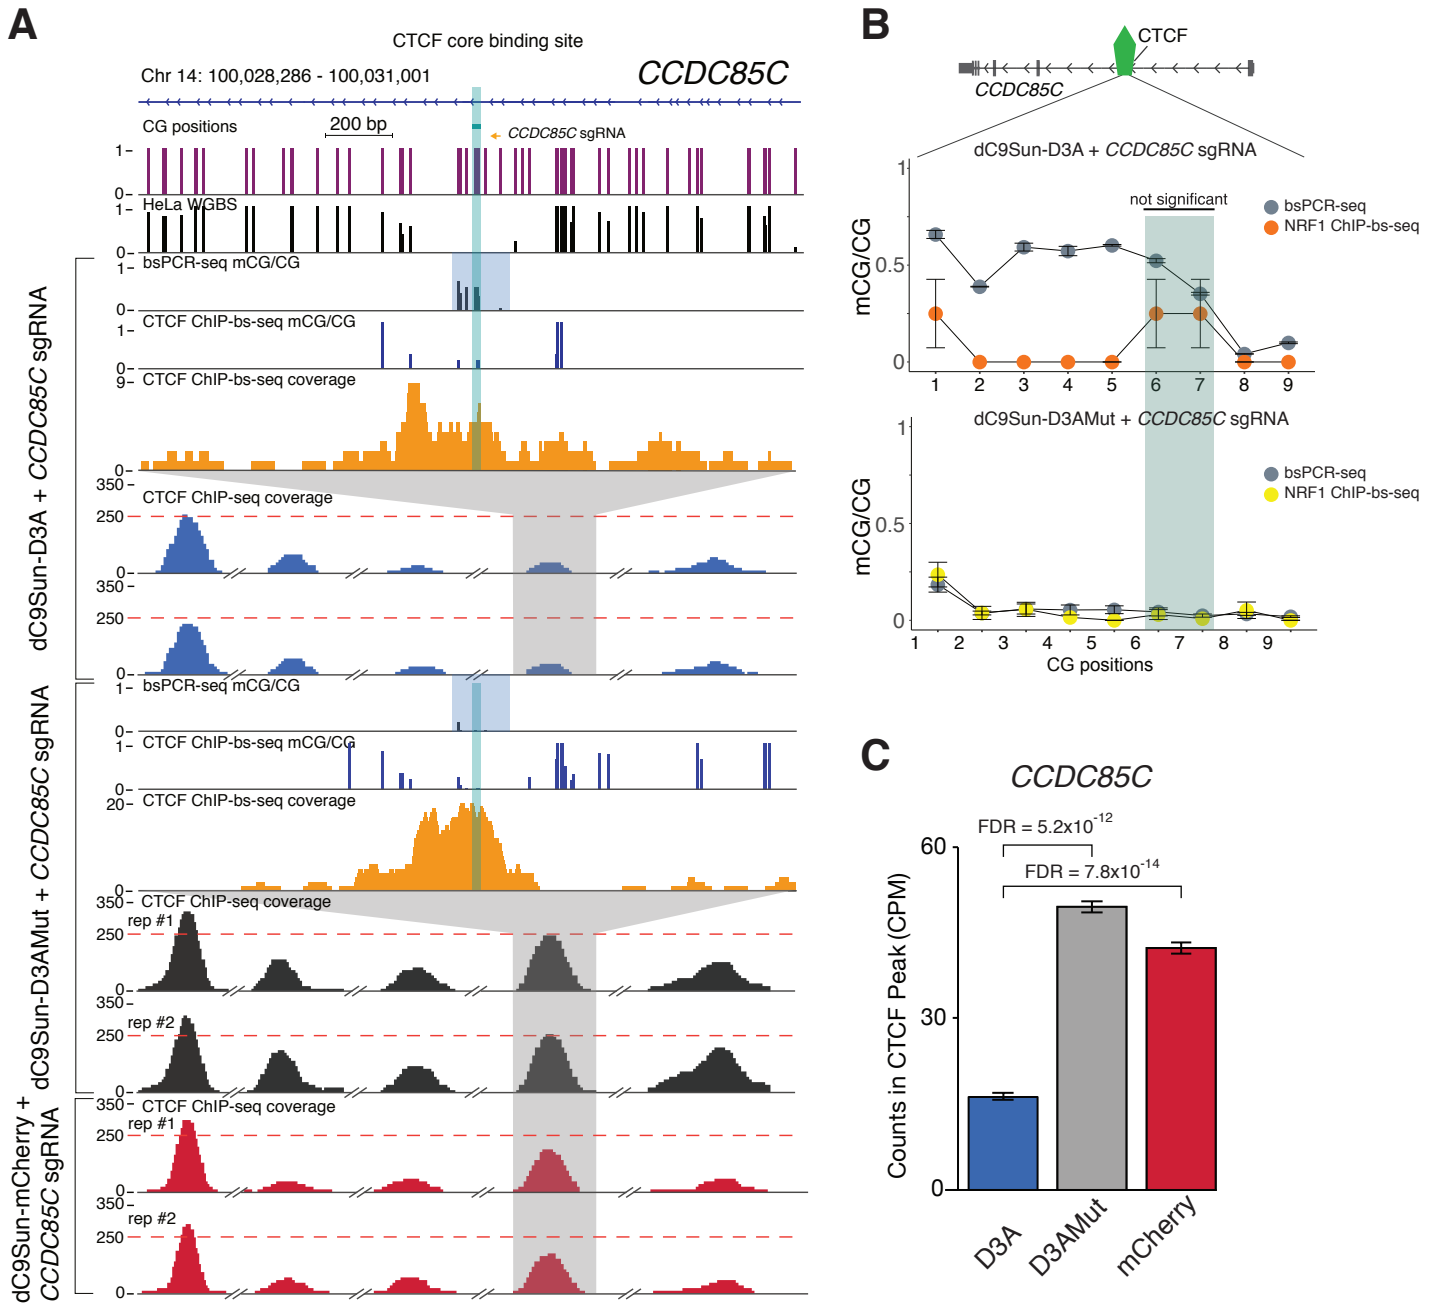 A
CTCF core binding site
Chr 14: 100,028,286 - 100,031,001
CCDC85C
CG positions
200 bp
CCDC85C sgRNA
1
0
HeLa WGBS
1
0
dC9Sun-D3A + CCDC85C sgRNA
bsPCR-seq mCG/CG
1
0
CTCF ChIP-bs-seq mCG/CG
1
0
CTCF ChIP-bs-seq coverage
9
0
CTCF ChIP-seq coverage
350
250
0
350
250
0
dC9Sun-D3AMut + CCDC85C sgRNA
bsPCR-seq mCG/CG
1
0
CTCF ChIP-bs-seq mCG/CG
1
0
CTCF ChIP-bs-seq coverage
20
0
CTCF ChIP-seq coverage
350
rep #1
250
0
350
rep #2
250
0
dC9Sun-mCherry +
CCDC85C sgRNA
CTCF ChIP-seq coverage
350
rep #1
250
0
350
rep #2
250
0
B
CTCF
CCDC85C
dC9Sun-D3A + CCDC85C sgRNA
not significant
bsPCR-seq
NRF1 ChIP-bs-seq
mCG/CG
1
0.5
0
1 2 3 4 5 6 7 8 9
dC9Sun-D3AMut + CCDC85C sgRNA
bsPCR-seq
NRF1 ChIP-bs-seq
mCG/CG
1
0.5
0
1 2 3 4 5 6 7 8 9
CG positions
C
CCDC85C
FDR = 5.2x10-12
FDR = 7.8x10-14
Counts in CTCF Peak (CPM)
60
30
0
D3A
D3AMut
mCherry